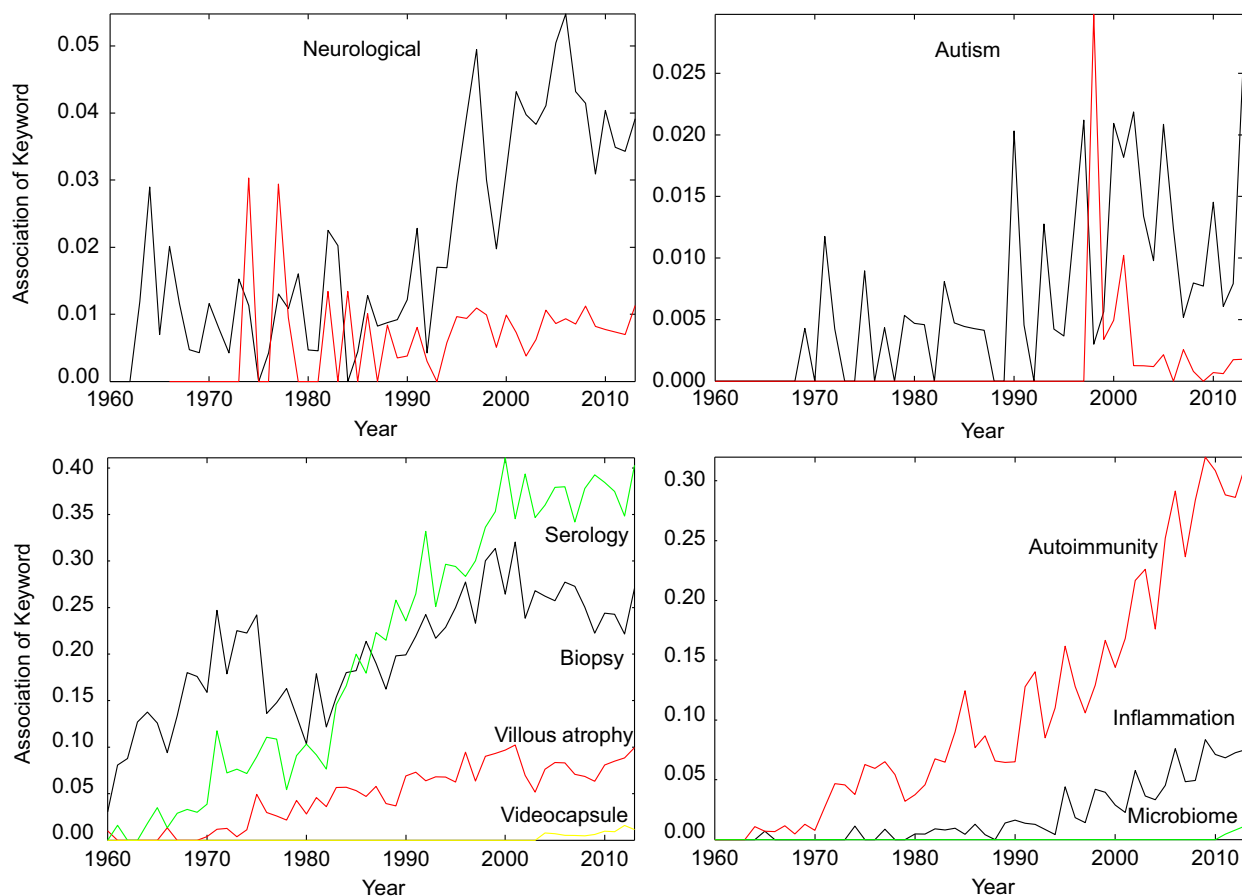 Neurological
Association of Keyword
0.05
0.04
0.03
0.02
0.01
0.00
1960 1970 1980 1990 2000 2010
Year
Autism
0.025
0.020
0.015
0.010
0.005
0.000
1960 1970 1980 1990 2000 2010
Year
Association of Keyword
0.40
0.35
0.30
0.25
0.20
0.15
0.10
0.05
0.00
Serology
Biopsy
Villous atrophy
Videocapsule
1960 1970 1980 1990 2000 2010
Year
0.30
0.25
0.20
0.15
0.10
0.05
0.00
Autoimmunity
Inflammation
Microbiome
1960 1970 1980 1990 2000 2010
Year